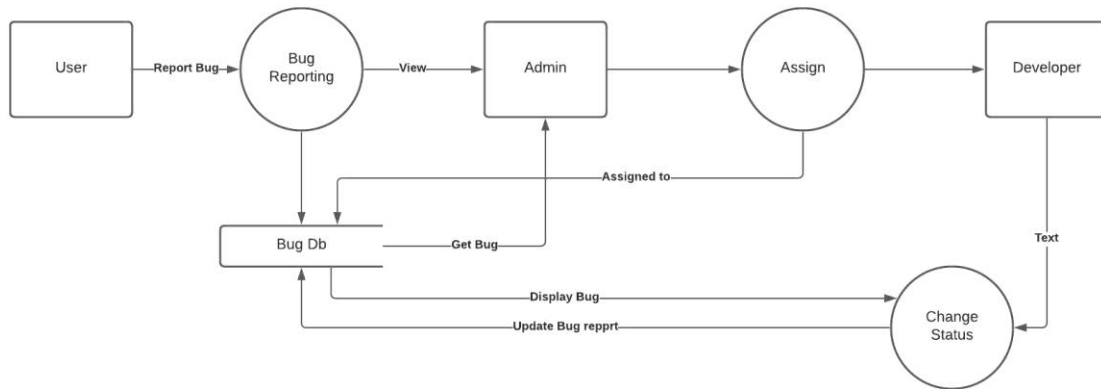 User
Report Bug
Bug
Reporting
View
Admin
Assign
Developer
Assigned to
Bug Db
Get Bug
Text
Display Bug
Update Bug repprt
Change
Status